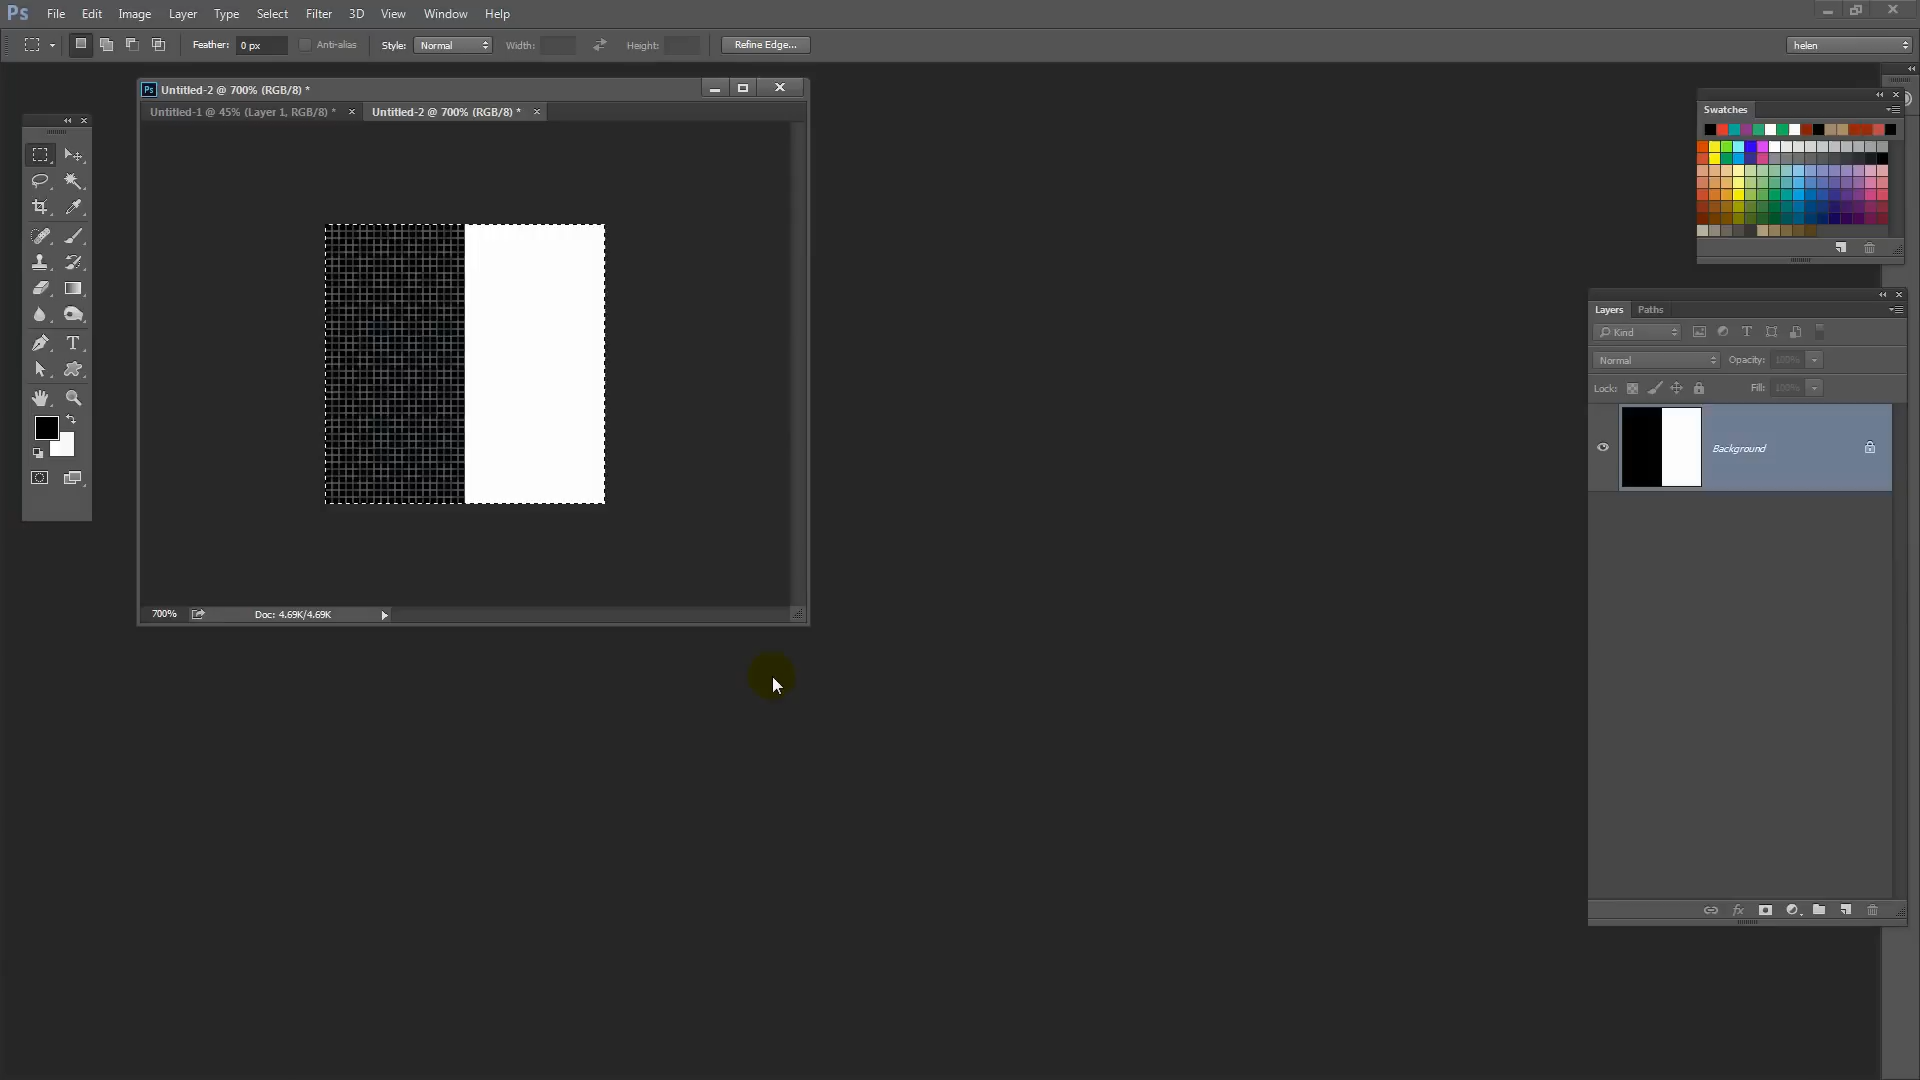 Ps File Edit Image Layer Type Select Filter 3D View Window Help
Feather: 0 px Anti-alias Style: Normal Width: Height: Refine Edge... helen
Ps Untitled-2 @ 700% (RGB/8) *
Untitled-1 @ 45% (Layer 1, RGB/8) * × Untitled-2 @ 700% (RGB/8) * ×
Swatches
Layers Paths
Kind T
Normal Opacity: 100%
Lock: Fill: 100%
T
Background
700% Doc: 4.69K/4.69K
fx